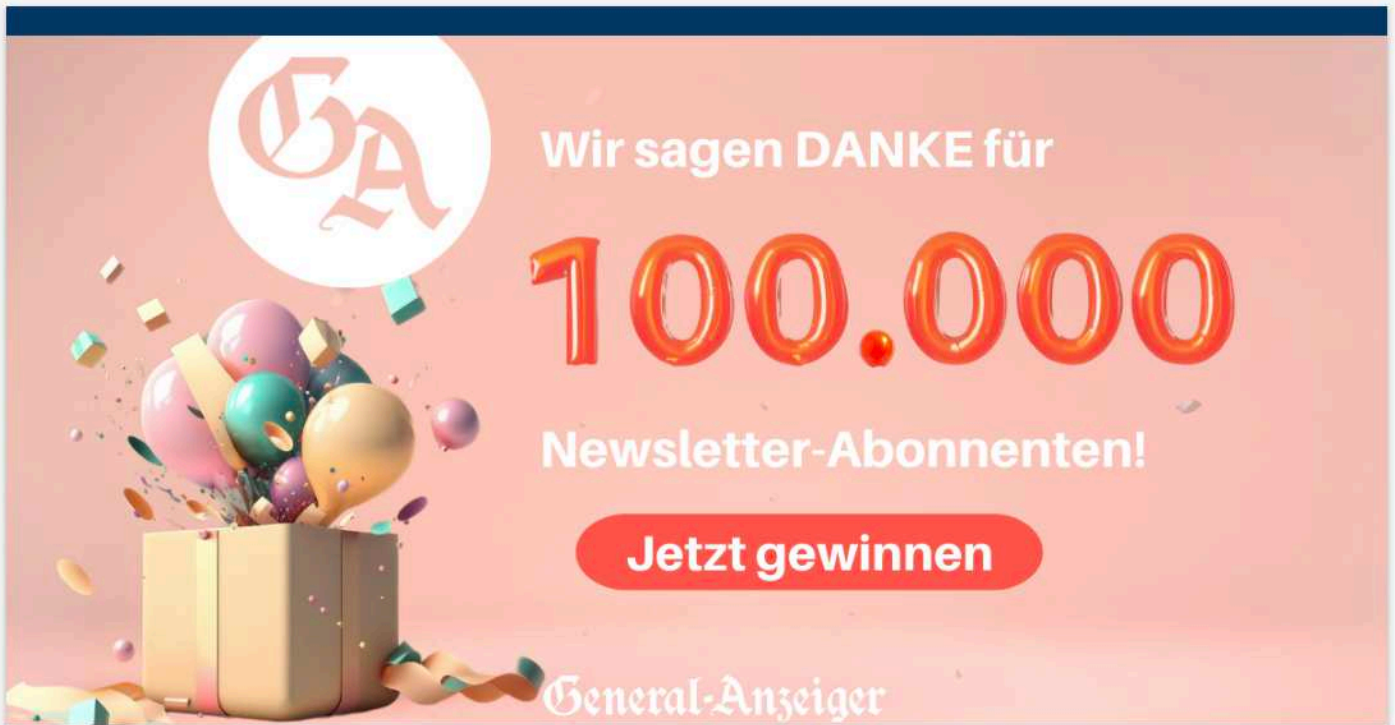 GA
Wir sagen DANKE für
100.000
Newsletter-Abonnenten!
Jetzt gewinnen
General-Anzeiger